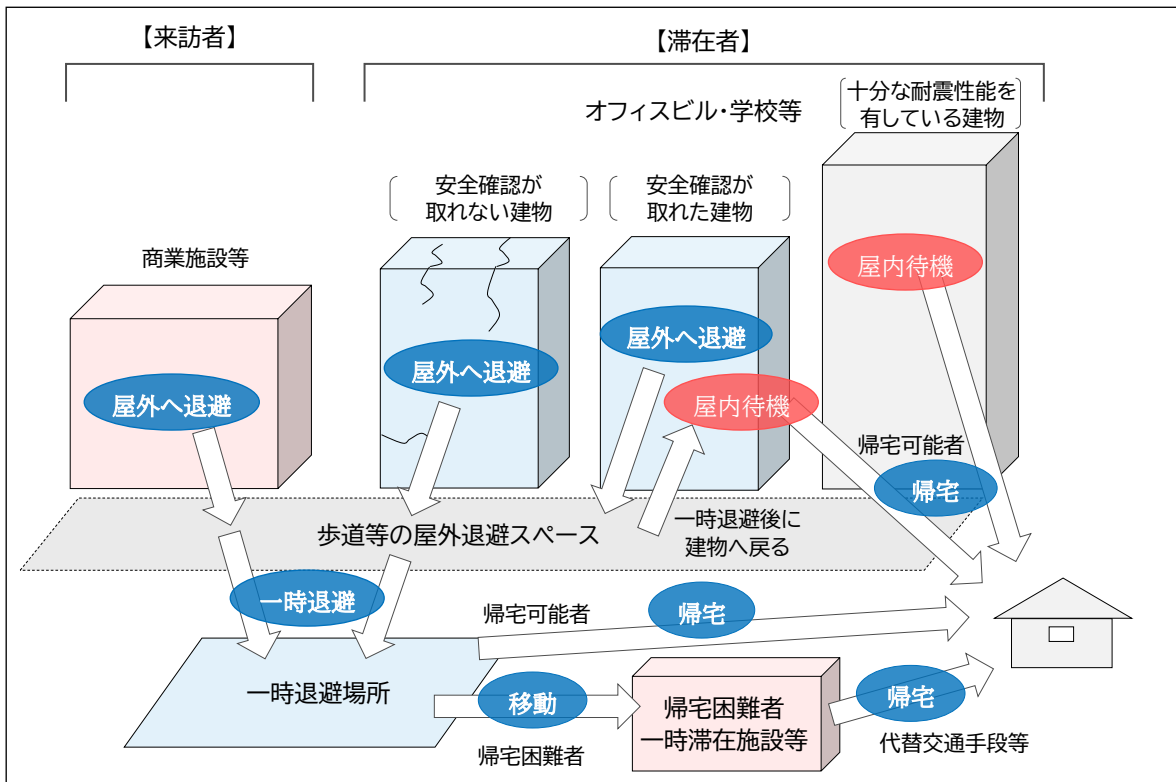 【来訪者】
【滞在者】
オフィスビル・学校等
十分な耐震性能を
有している建物
安全確認が
取れない建物
安全確認が
取れた建物
商業施設等
屋内待機
屋外へ退避
屋外へ退避
屋外へ退避
屋内待機
帰宅可能者
帰宅
歩道等の屋外退避スペース
一時退避後に
建物へ戻る
一時退避
帰宅可能者
帰宅
一時退避場所
移動
帰宅困難者
帰宅困難者
一時滞在施設等
帰宅
代替交通手段等